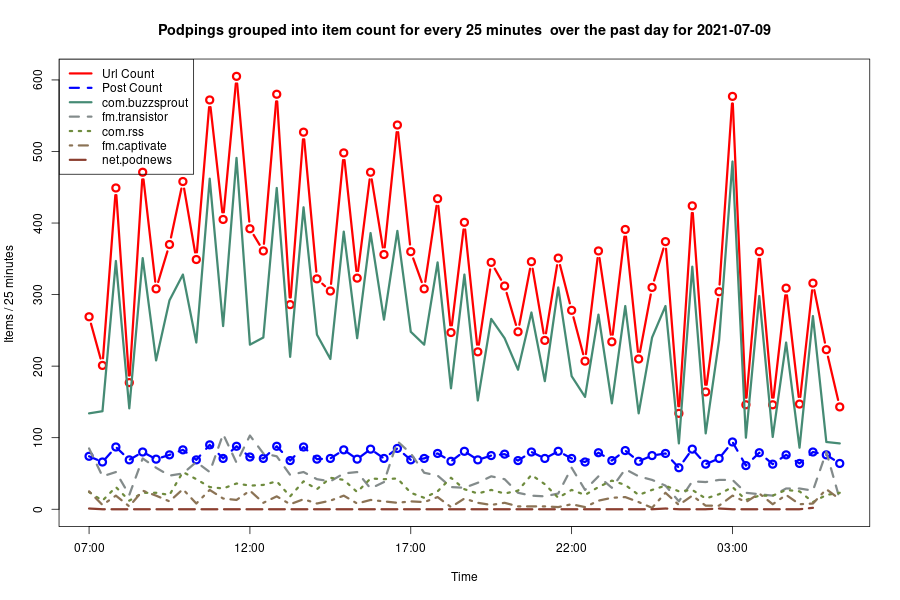 Podpings grouped into item count for every 25 minutes  over the past day for 2021-07-09
Url Count
Post Count
com.buzzsprout
fm.transistor
com.rss
fm.captivate
net.podnews
600
500
400
300
200
100
0
Items / 25 minutes
07:00 12:00 17:00 22:00 03:00
Time